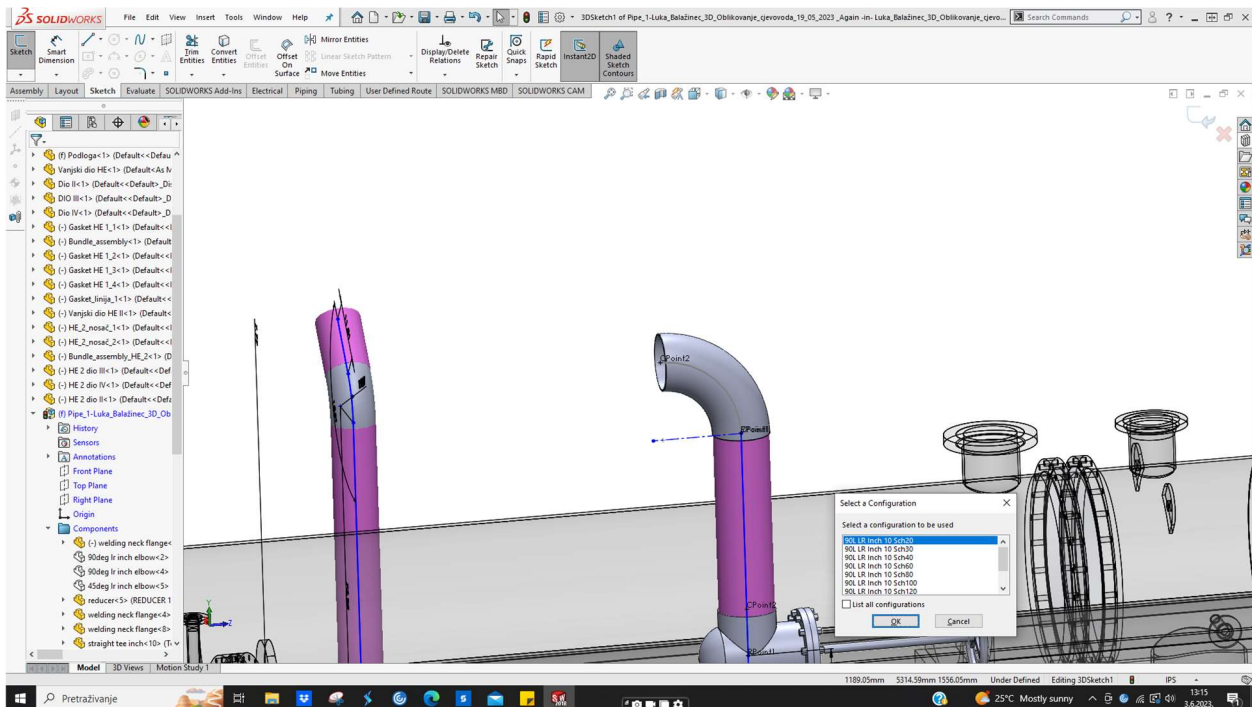 SOLIDWORKS File Edit View Insert Tools Window Help 3DSketch1 of Pipe_1-Luka_Balažinec_3D_Oblikovanje_cjevovoda_19_05_2023 _Again -in- Luka_Balažinec_3D_Oblikovanje_cjevo... Search Commands
Sketch Smart Dimension Trim Entities Convert Entities Offset Entities Offset On Surface Mirror Entities Linear Sketch Pattern Move Entities Display/Delete Relations Repair Sketch Quick Snaps Rapid Sketch Instant2D Shaded Sketch Contours
Assembly Layout Sketch Evaluate SOLIDWORKS Add-Ins Electrical Piping Tubing User Defined Route SOLIDWORKS MBD SOLIDWORKS CAM
(f) Podloga<1> (Default<<Defau
Vanjski dio HE<1> (Default<As M
Dio II<1> (Default<<Default>_Di
DIO III<1> (Default<<Default>_D
Dio IV<1> (Default<<Default>_D
(-) Gasket HE 1_1<1> (Default<<
(-) Bundle_assembly<1> (Default
(-) Gasket HE 1_2<1> (Default<<
(-) Gasket HE 1_3<1> (Default<<
(-) Gasket HE 1_4<1> (Default<<
(-) Gasket_linija_1<1> (Default<<
(-) Vanjski dio HE II<1> (Default<
(-) HE_2_nosač_1<1> (Default<<
(-) HE_2_nosač_2<1> (Default<<
(-) Bundle_assembly_HE_2<1> (D
(-) HE 2 dio III<1> (Default<<Def
(-) HE 2 dio IV<1> (Default<<Def
(-) HE 2 dio II<1> (Default<<Defa
(f) Pipe_1-Luka_Balažinec_3D_Ob
History
Sensors
Annotations
Front Plane
Top Plane
Right Plane
Origin
Components
(-) welding neck flange<
90deg lr inch elbow<2>
90deg lr inch elbow<4>
45deg lr inch elbow<5>
reducer<5> (REDUCER 1
welding neck flange<4>
welding neck flange<8>
straight tee inch<10> (T
CPoint2
CPoint2
Y
Z
Select a Configuration
Select a configuration to be used
90L LR Inch 10 Sch20
90L LR Inch 10 Sch30
90L LR Inch 10 Sch40
90L LR Inch 10 Sch60
90L LR Inch 10 Sch80
90L LR Inch 10 Sch100
90L LR Inch 10 Sch120
List all configurations
OK Cancel
Model 3D Views Motion Study 1
1189.05mm 5314.59mm 1556.05mm Under Defined Editing 3DSketch1 IPS
Pretraživanje 25°C Mostly sunny 13:15
3.6.2023.